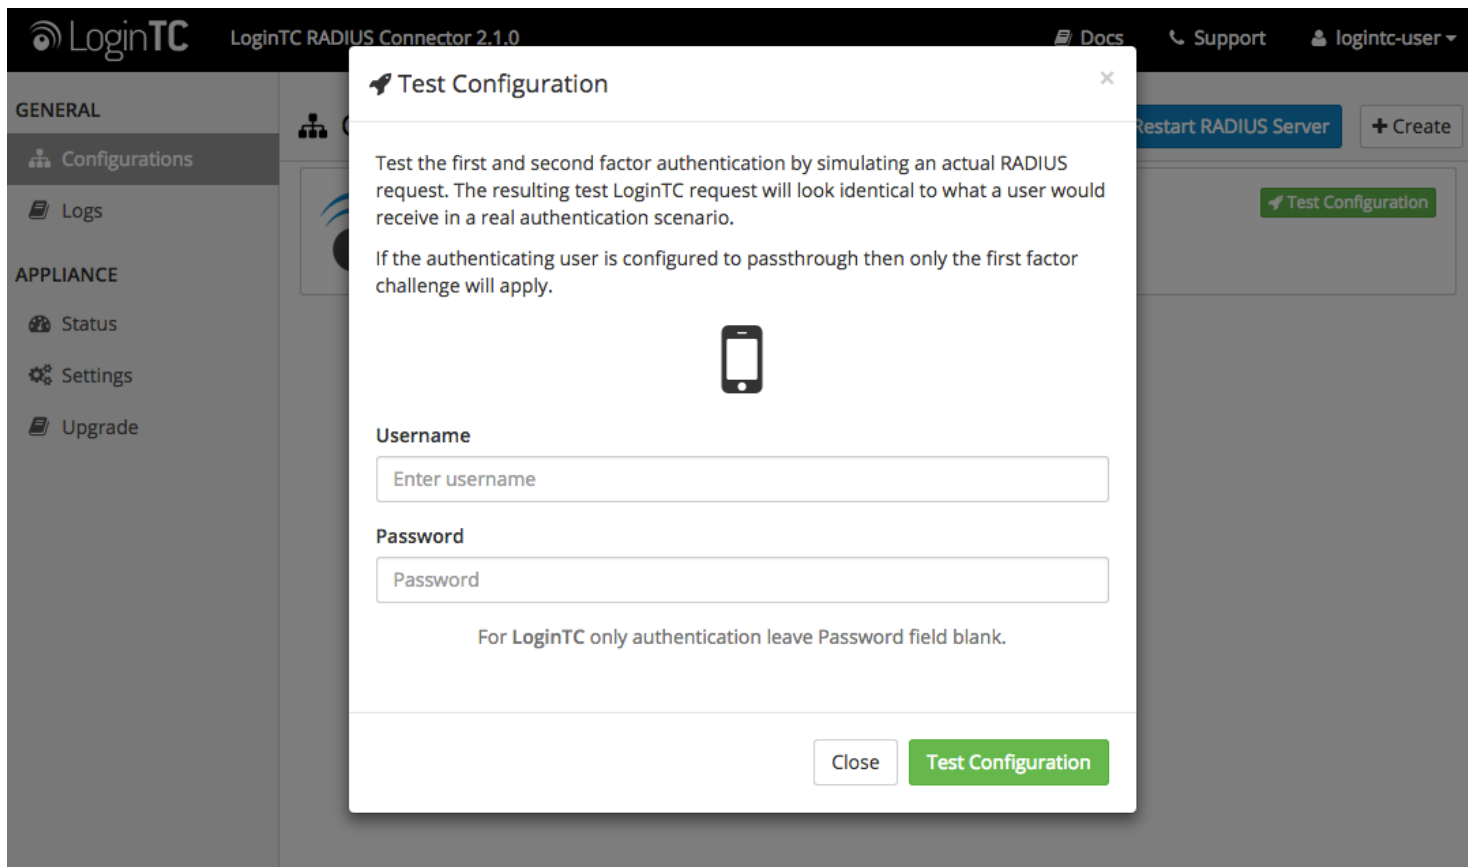 LoginTC
LoginTC RADIUS Connector 2.1.0
Docs
Support
logintc-user
GENERAL
Configurations
Logs
APPLIANCE
Status
Settings
Upgrade
Restart RADIUS Server
+ Create
Test Configuration
Test Configuration
×
Test the first and second factor authentication by simulating an actual RADIUS
request. The resulting test LoginTC request will look identical to what a user would
receive in a real authentication scenario.
If the authenticating user is configured to passthrough then only the first factor
challenge will apply.
Username
Enter username
Password
Password
For LoginTC only authentication leave Password field blank.
Close
Test Configuration